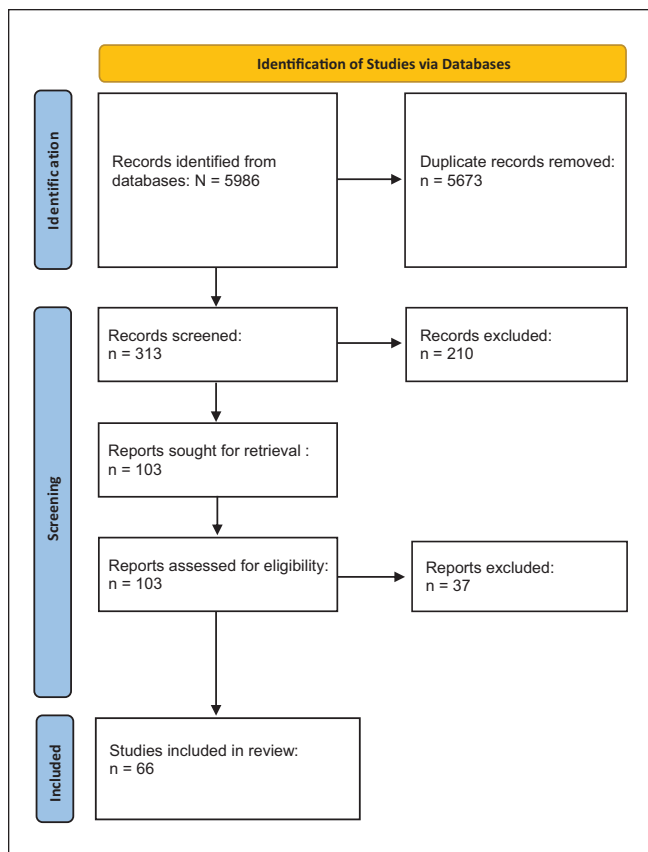 Identification of Studies via Databases
Identification
Records identified from
databases: N = 5986
Duplicate records removed:
n = 5673
Screening
Records screened:
n = 313
Records excluded:
n = 210
Reports sought for retrieval :
n = 103
Reports assessed for eligibility:
n = 103
Reports excluded:
n = 37
Included
Studies included in review:
n = 66